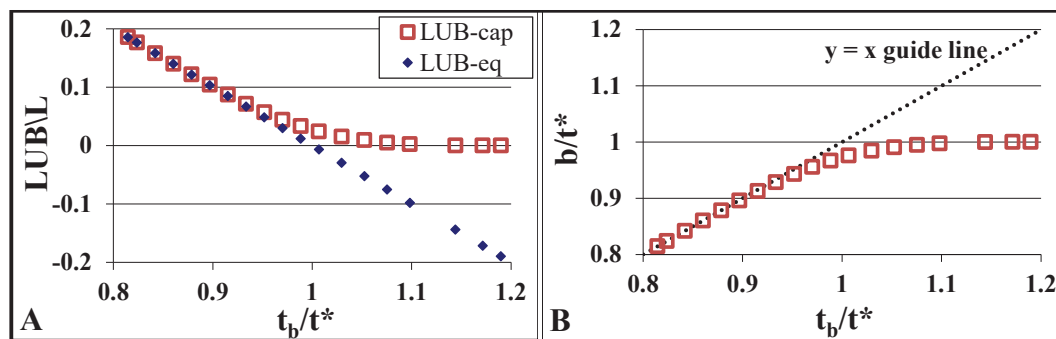 LUB\L
0.2
0.1
0
-0.1
-0.2
LUB-cap
LUB-eq
0.8 0.9 1 1.1 1.2
A
t_b/t*
b/t*
1.2
1.1
1
0.9
0.8
y = x guide line
0.8 0.9 1 1.1 1.2
B
t_b/t*